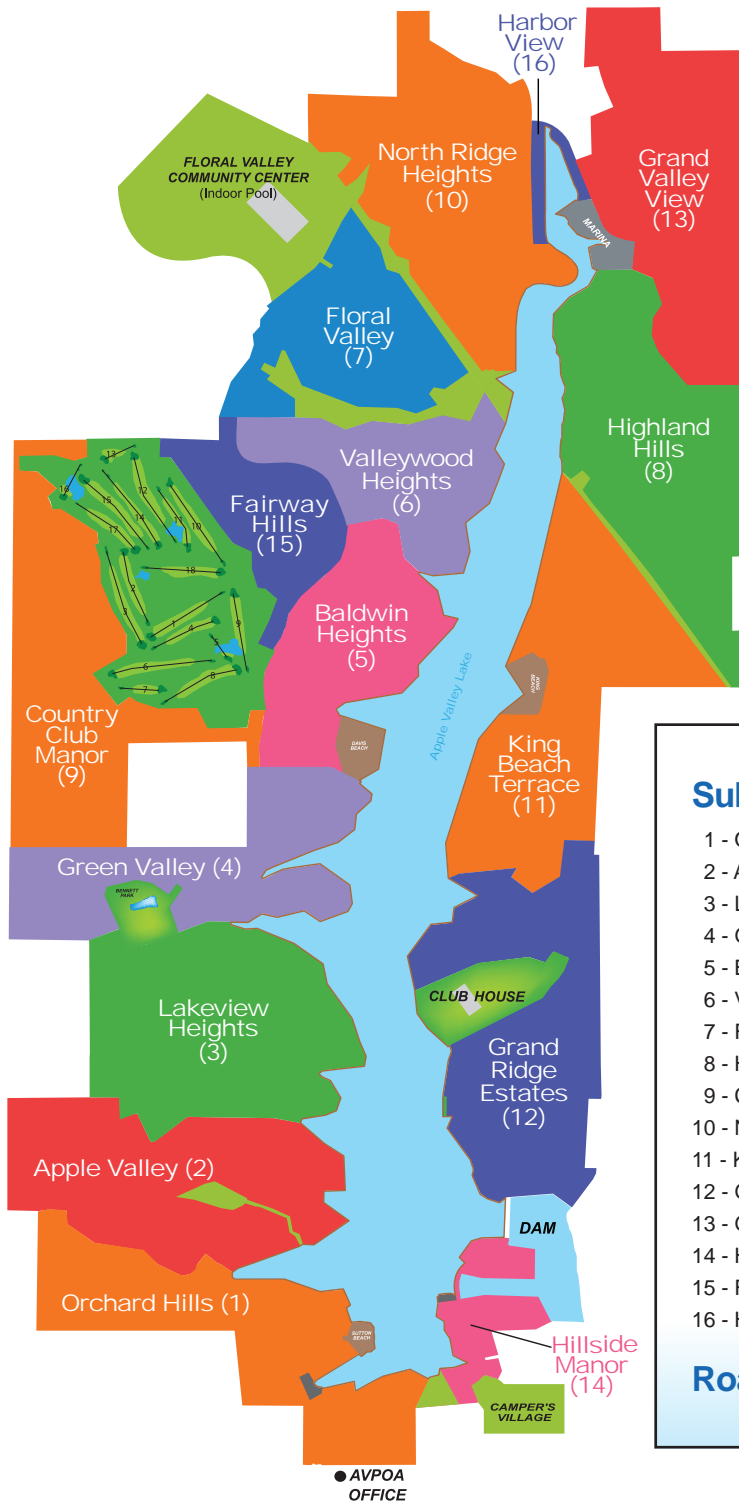 Harbor
View
(16)
FLORAL VALLEY
COMMUNITY CENTER
(Indoor Pool)
North Ridge
Heights
(10)
Grand
Valley
View
(13)
MARINA
Floral
Valley
(7)
Highland
Hills
(8)
Valleywood
Heights
(6)
Fairway
Hills
(15)
13
16
12
15
11
10
14
17
18
2
3
1
4
9
5
6
8
7
Baldwin
Heights
(5)
Apple Valley Lake
KING
BEACH
DAVIS
BEACH
Country
Club
Manor
(9)
King
Beach
Terrace
(11)
Green Valley (4)
BENNETT
PARK
CLUB HOUSE
Lakeview
Heights
(3)
Grand
Ridge
Estates
(12)
Apple Valley (2)
DAM
Orchard Hills (1)
SUTTON
BEACH
Hillside
Manor
(14)
CAMPER'S
VILLAGE
AVPOA
OFFICE
Sul
1 -
2 - A
3 - L
4 -
5 -
6 - V
7 -
8 - H
9 -
10 - N
11 - K
12 -
13 -
14 - H
15 -
16 - H
Roa